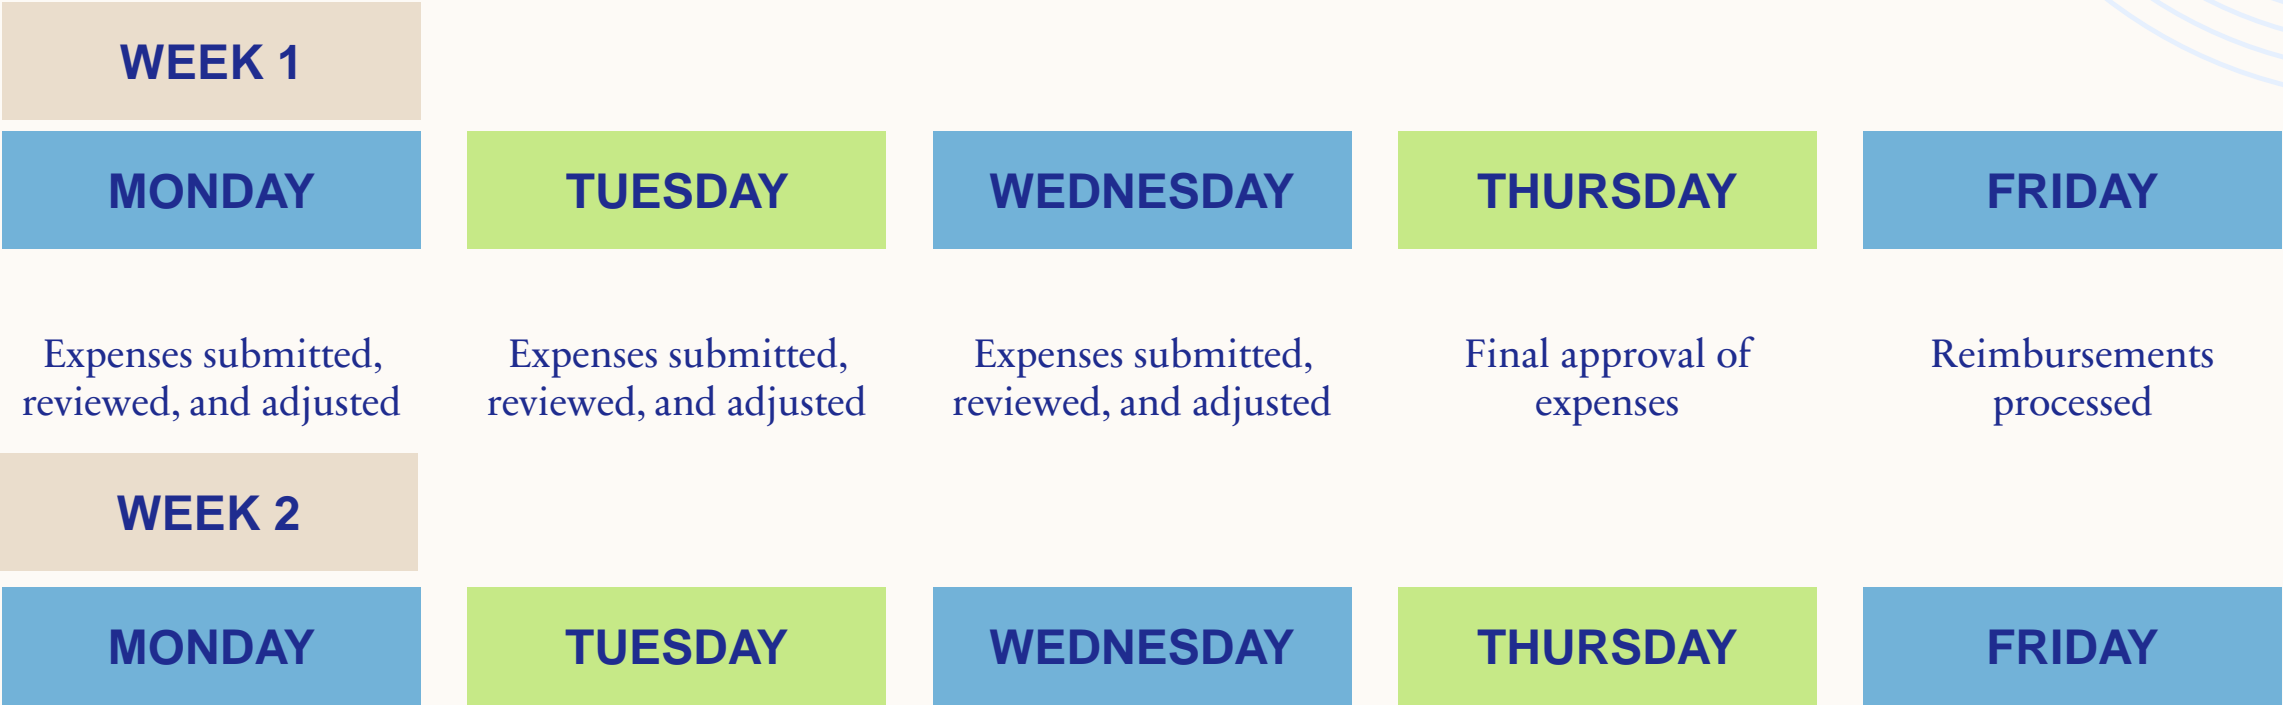 WEEK 1
MONDAY TUESDAY WEDNESDAY THURSDAY FRIDAY
Expenses submitted,
reviewed, and adjusted
Expenses submitted,
reviewed, and adjusted
Expenses submitted,
reviewed, and adjusted
Final approval of
expenses
Reimbursements
processed
WEEK 2
MONDAY TUESDAY WEDNESDAY THURSDAY FRIDAY